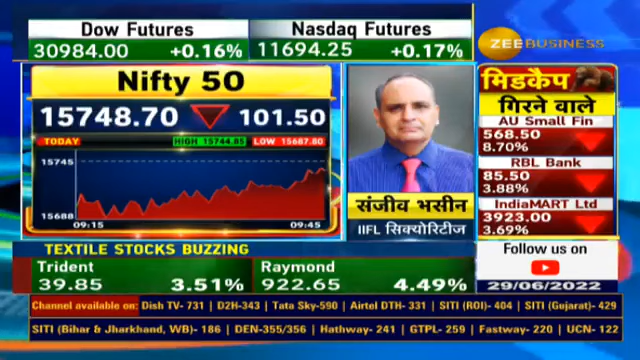 Dow Futures
30984.00 +0.16%
Nasdaq Futures
11694.25 +0.17%
ZEE BUSINESS
Nifty 50
15748.70 101.50
TODAY HIGH 15744.85 LOW 15687.80
15745
15688
09:15 09:45
संजीव भसीन
IIFL सिक्योरिटीज
मिडकैप
गिरने वाले
AU Small Fin
568.50
8.70%
RBL Bank
85.50
3.88%
IndiaMART Ltd
3923.00
3.69%
TEXTILE STOCKS BUZZING
Trident
39.85 3.51%
Raymond
922.65 4.49%
Follow us on
29/06/2022
Channel available on: Dish TV- 731 | D2H-343 | Tata Sky-590 | Airtel DTH- 331 | SITI (ROI)- 404 | SITI (Gujarat)- 429
SITI (Bihar & Jharkhand, WB)- 186 | DEN-355/356 | Hathway- 241 | GTPL- 259 | Fastway- 220 | UCN- 122